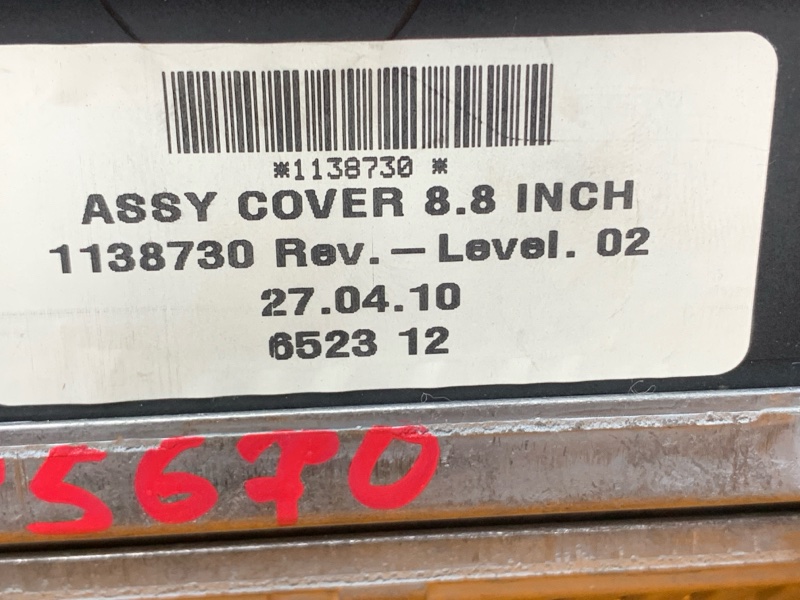 *1138730 *
ASSY COVER 8.8 INCH
1138730 Rev. — Level. 02
27.04.10
6523 12
5670